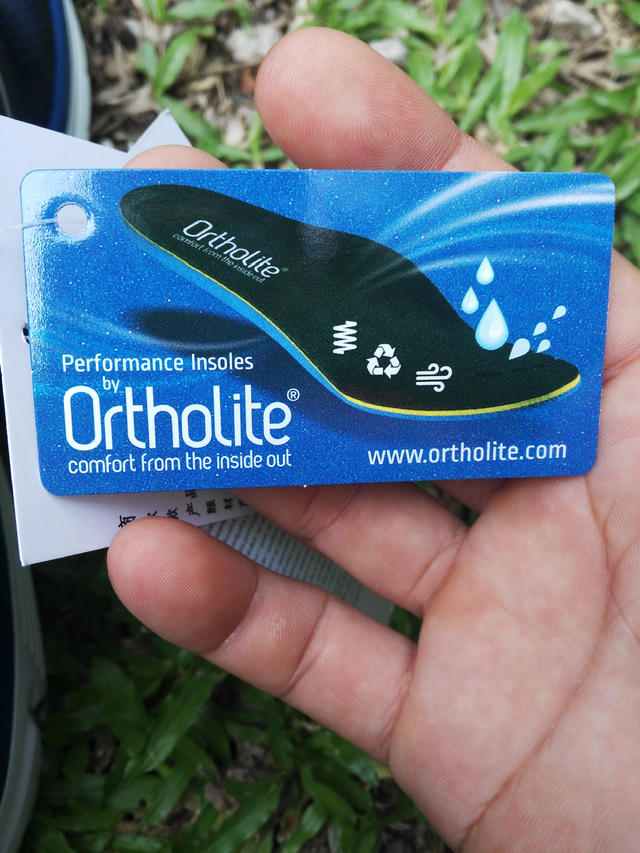 Ortholite®
comfort from the inside out
Performance Insoles
by
Ortholite®
comfort from the inside out
www.ortholite.com